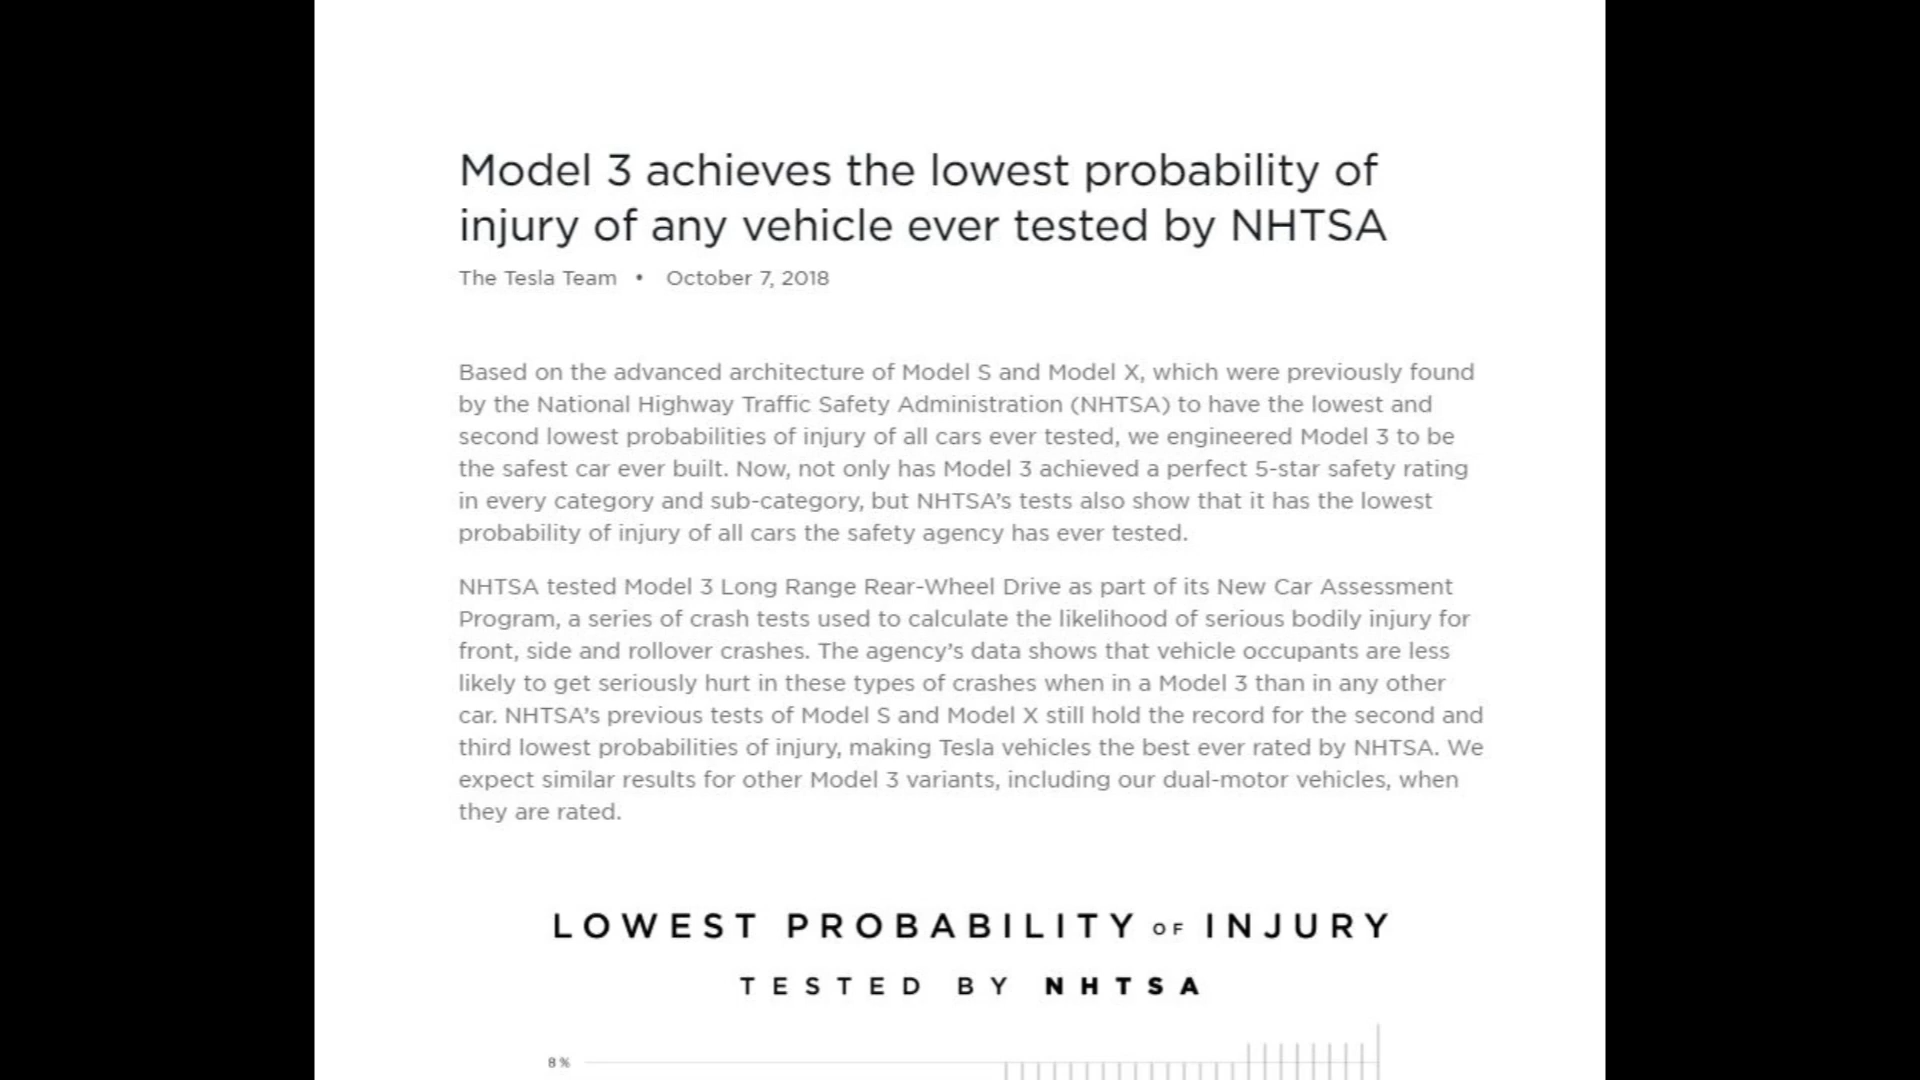 Model 3 achieves the lowest probability of
injury of any vehicle ever tested by NHTSA
The Tesla Team • October 7, 2018
Based on the advanced architecture of Model S and Model X, which were previously found
by the National Highway Traffic Safety Administration (NHTSA) to have the lowest and
second lowest probabilities of injury of all cars ever tested, we engineered Model 3 to be
the safest car ever built. Now, not only has Model 3 achieved a perfect 5-star safety rating
in every category and sub-category, but NHTSA’s tests also show that it has the lowest
probability of injury of all cars the safety agency has ever tested.
NHTSA tested Model 3 Long Range Rear-Wheel Drive as part of its New Car Assessment
Program, a series of crash tests used to calculate the likelihood of serious bodily injury for
front, side and rollover crashes. The agency’s data shows that vehicle occupants are less
likely to get seriously hurt in these types of crashes when in a Model 3 than in any other
car. NHTSA’s previous tests of Model S and Model X still hold the record for the second and
third lowest probabilities of injury, making Tesla vehicles the best ever rated by NHTSA. We
expect similar results for other Model 3 variants, including our dual-motor vehicles, when
they are rated.
LOWEST PROBABILITY OF INJURY
TESTED BY NHTSA
8%